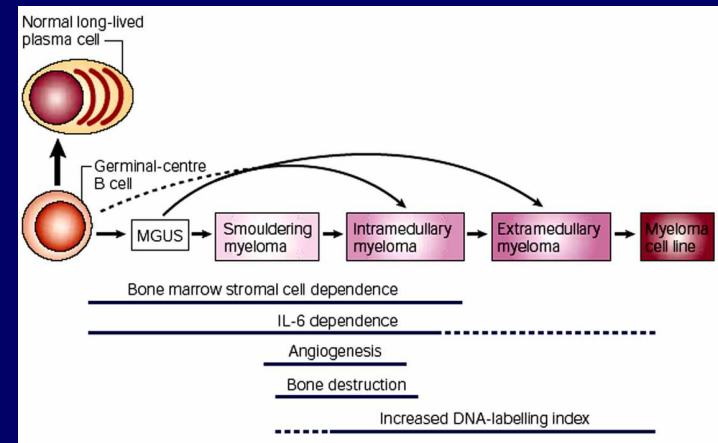 Normal long-lived
plasma cell
Germinal-centre
B cell
MGUS
Smouldering
myeloma
Intramedullary
myeloma
Extramedullary
myeloma
Myeloma
cell line
Bone marrow stromal cell dependence
IL-6 dependence
Angiogenesis
Bone destruction
Increased DNA-labelling index